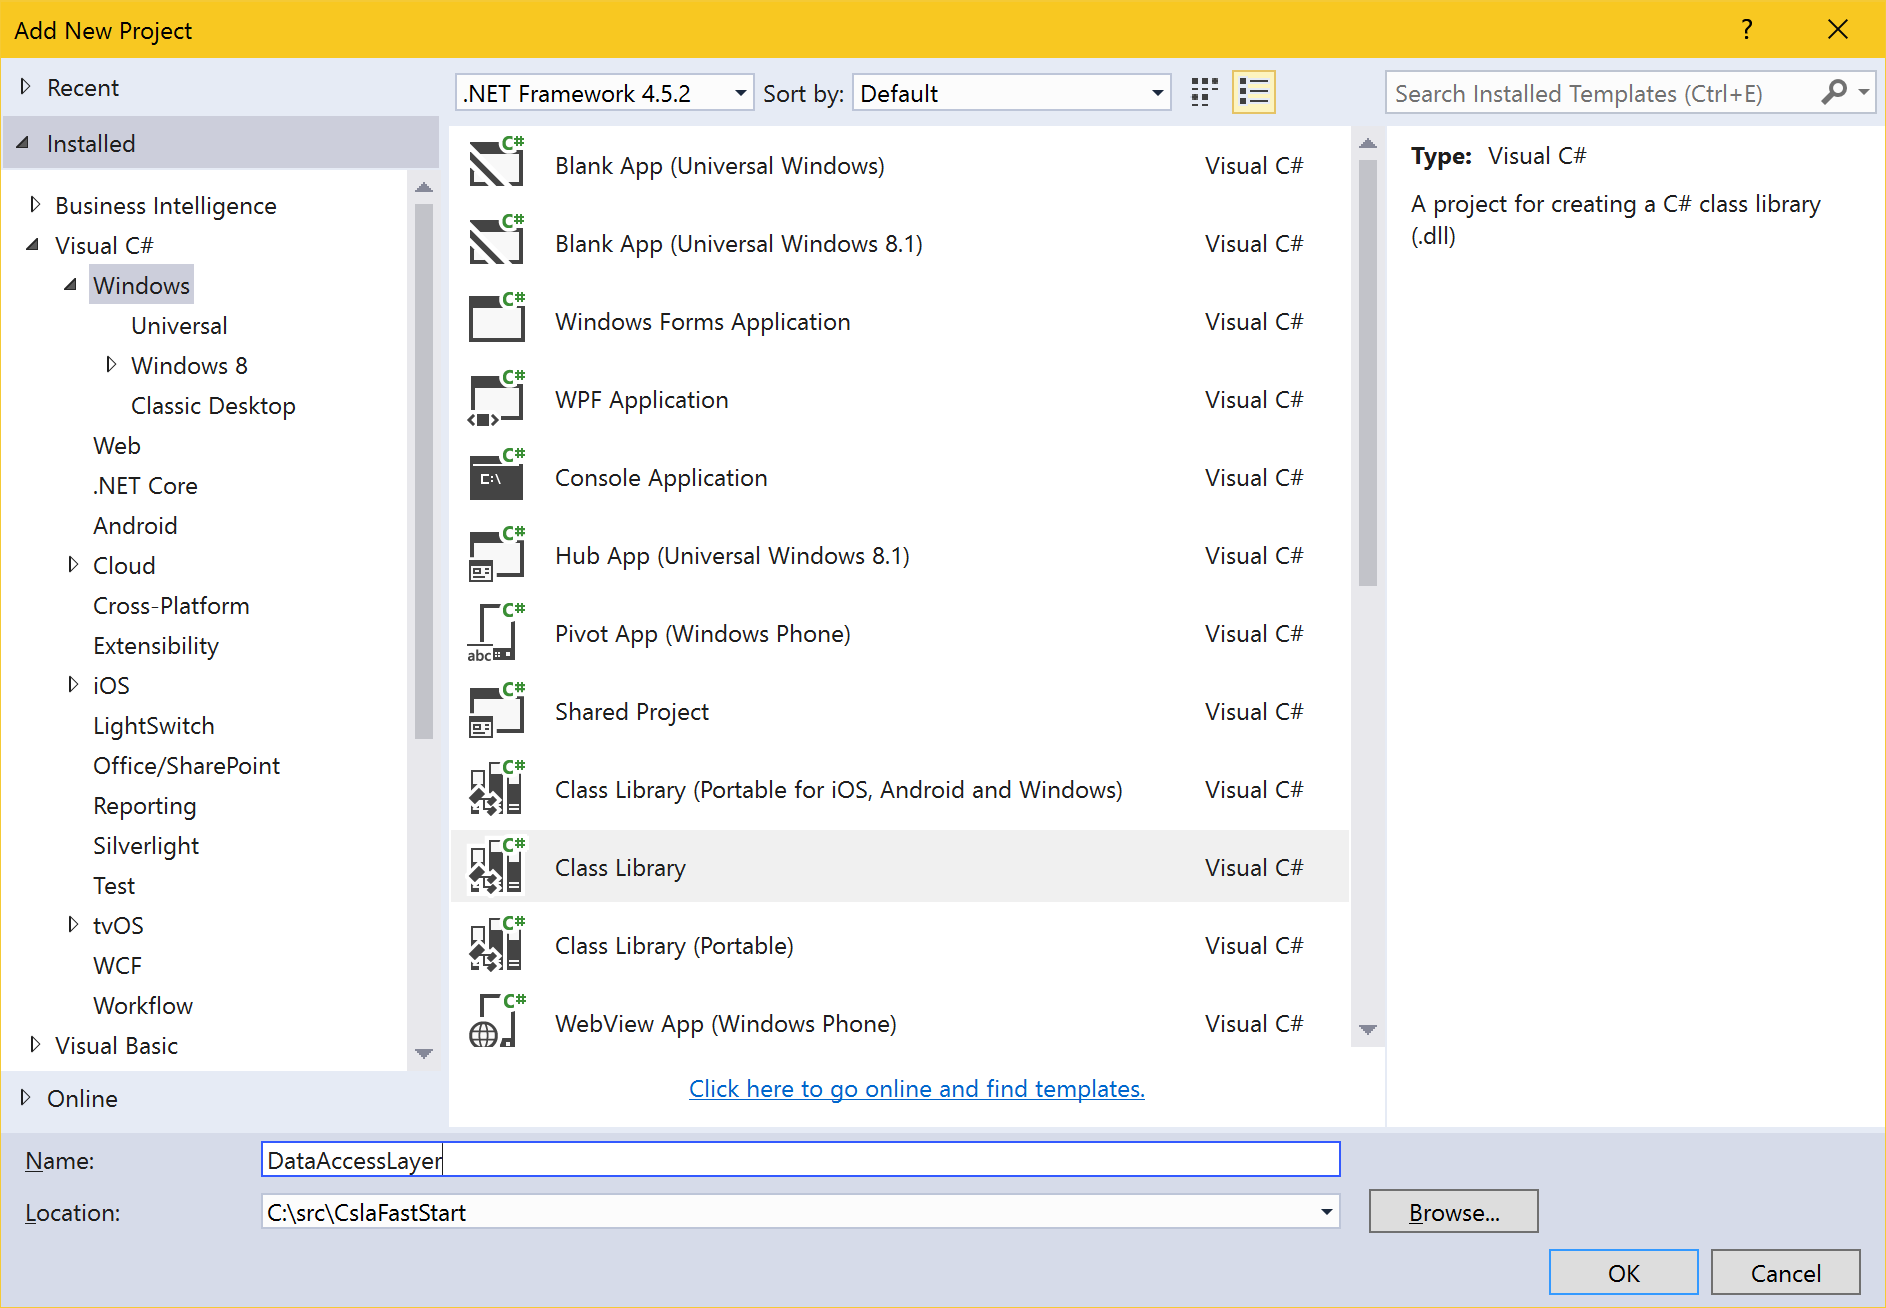 Add New Project
?
Recent
Installed
Business Intelligence
Visual C#
Windows
Universal
Windows 8
Classic Desktop
Web
.NET Core
Android
Cloud
Cross-Platform
Extensibility
iOS
LightSwitch
Office/SharePoint
Reporting
Silverlight
Test
tvOS
WCF
Workflow
Visual Basic
Online
.NET Framework 4.5.2 Sort by: Default
Search Installed Templates (Ctrl+E)
C# Blank App (Universal Windows) Visual C#
C# Blank App (Universal Windows 8.1) Visual C#
C# Windows Forms Application Visual C#
C# WPF Application Visual C#
C# C:\ Console Application Visual C#
C# Hub App (Universal Windows 8.1) Visual C#
C# abc Pivot App (Windows Phone) Visual C#
C# Shared Project Visual C#
C# Class Library (Portable for iOS, Android and Windows) Visual C#
C# Class Library Visual C#
C# Class Library (Portable) Visual C#
C# WebView App (Windows Phone) Visual C#
Click here to go online and find templates.
Type: Visual C#
A project for creating a C# class library
(.dll)
Name: DataAccessLayer
Location: C:\src\CslaFastStart Browse...
OK Cancel